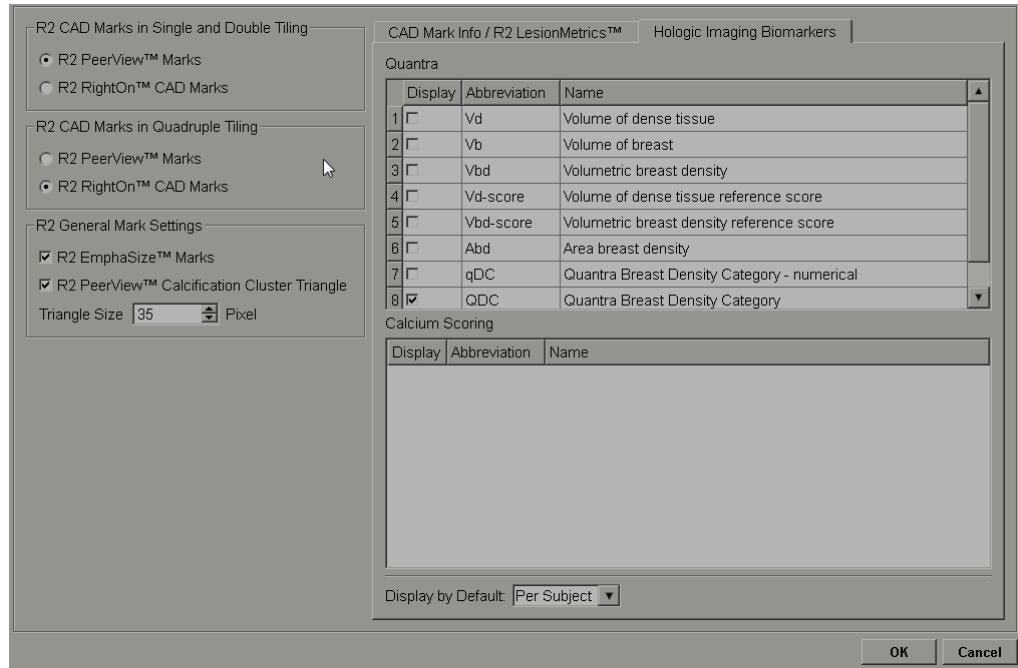 R2 CAD Marks in Single and Double Tiling
R2 PeerView™ Marks
R2 RightOn™ CAD Marks
R2 CAD Marks in Quadruple Tiling
R2 PeerView™ Marks
R2 RightOn™ CAD Marks
R2 General Mark Settings
R2 EmphaSize™ Marks
R2 PeerView™ Calcification Cluster Triangle
Triangle Size 35 Pixel
CAD Mark Info / R2 LesionMetrics™ Hologic Imaging Biomarkers
Quantra
Display Abbreviation Name
1 Vd Volume of dense tissue
2 Vb Volume of breast
3 Vbd Volumetric breast density
4 Vd-score Volume of dense tissue reference score
5 Vbd-score Volumetric breast density reference score
6 Abd Area breast density
7 qDC Quantra Breast Density Category - numerical
8 QDC Quantra Breast Density Category
Calcium Scoring
Display Abbreviation Name
Display by Default: Per Subject
OK Cancel